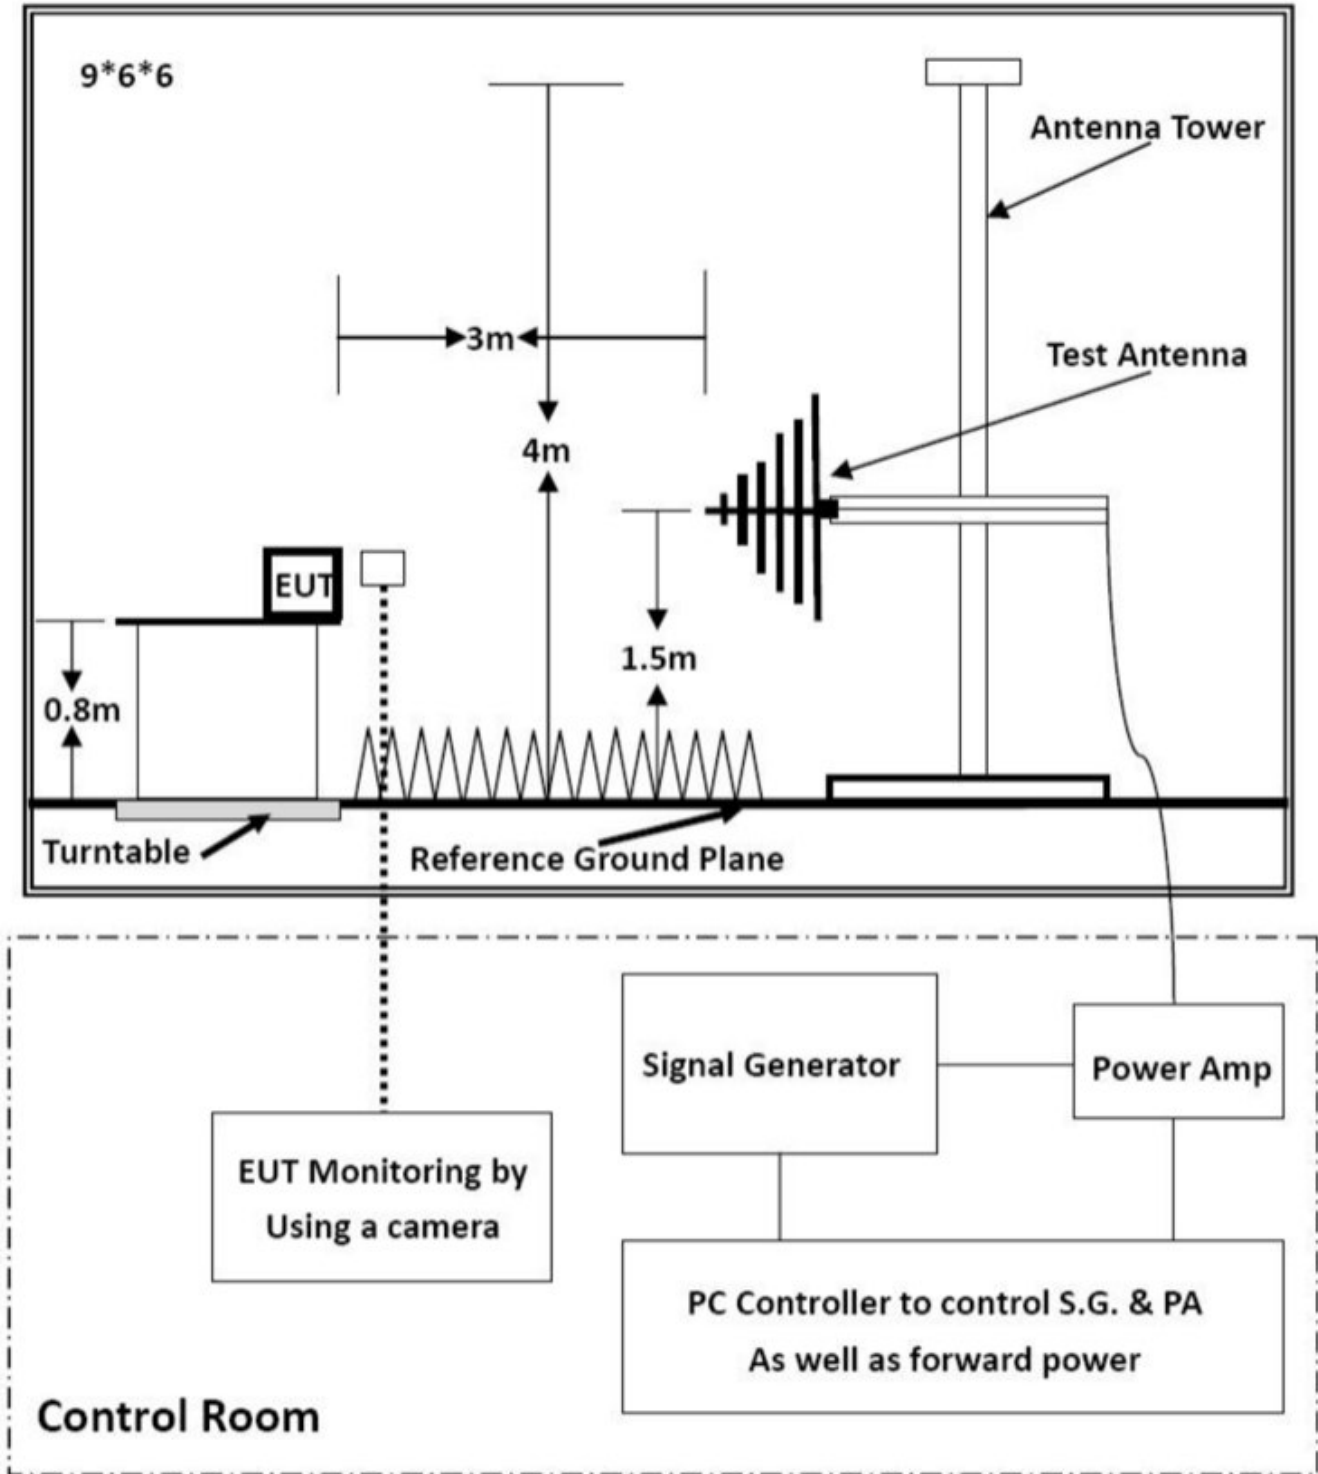 9*6*6
Antenna Tower
3m
Test Antenna
4m
EUT
1.5m
0.8m
Turntable
Reference Ground Plane
Signal Generator
Power Amp
EUT Monitoring by
Using a camera
PC Controller to control S.G. & PA
As well as forward power
Control Room